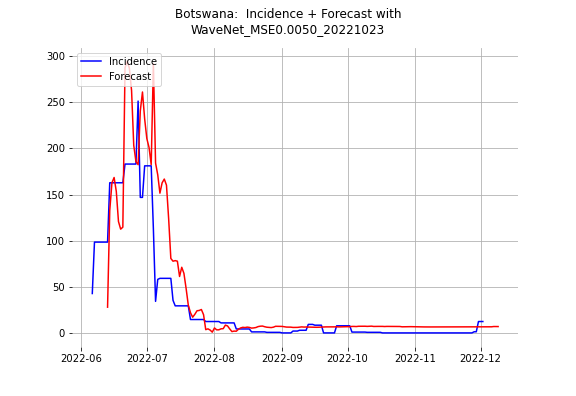 Botswana:  Incidence + Forecast with
WaveNet_MSE0.0050_20221023
Incidence
Forecast
300
250
200
150
100
50
0
2022-06 2022-07 2022-08 2022-09 2022-10 2022-11 2022-12